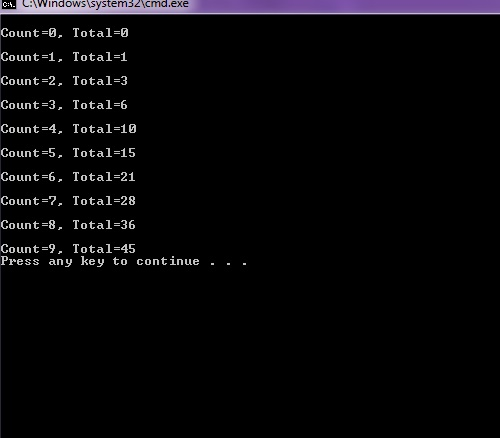 C:\Windows\system32\cmd.exe
Count=0, Total=0
Count=1, Total=1
Count=2, Total=3
Count=3, Total=6
Count=4, Total=10
Count=5, Total=15
Count=6, Total=21
Count=7, Total=28
Count=8, Total=36
Count=9, Total=45
Press any key to continue . . .